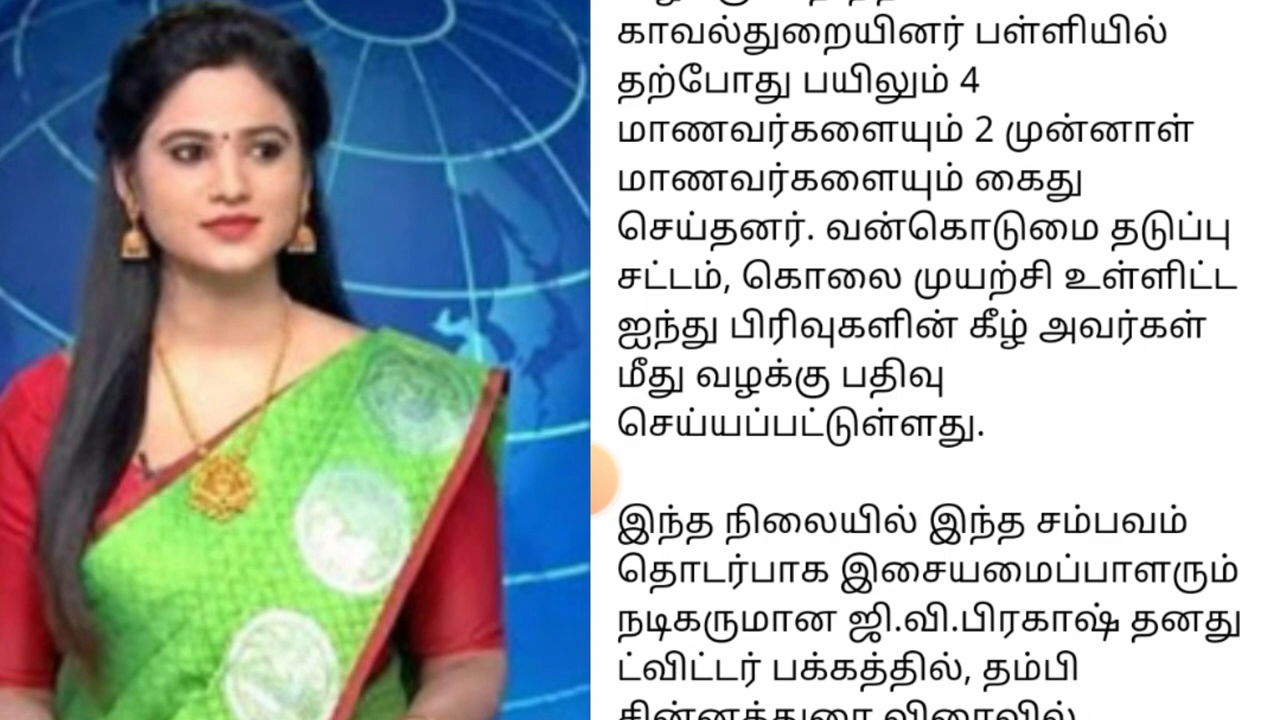 காவல்துறையினர் பள்ளியில்
தற்போது பயிலும் 4
மாணவர்களையும் 2 முன்னாள்
மாணவர்களையும் கைது
செய்தனர். வன்கொடுமை தடுப்பு
சட்டம், கொலை முயற்சி உள்ளிட்ட
ஐந்து பிரிவுகளின் கீழ் அவர்கள்
மீது வழக்கு பதிவு
செய்யப்பட்டுள்ளது.
இந்த நிலையில் இந்த சம்பவம்
தொடர்பாக இசையமைப்பாளரும்
நடிகருமான ஜி.வி.பிரகாஷ் தனது
ட்விட்டர் பக்கத்தில், தம்பி
சின்னத்துரை விரைவில்